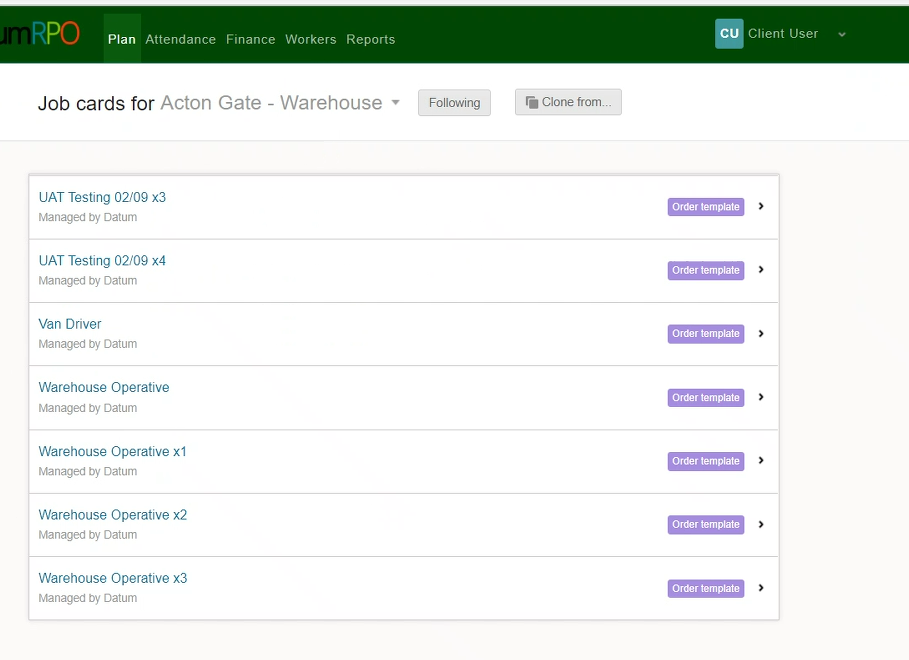 umRPO
Plan Attendance Finance Workers Reports
CU Client User
Job cards for Acton Gate - Warehouse
Following
Clone from...
UAT Testing 02/09 x3
Managed by Datum
Order template
UAT Testing 02/09 x4
Managed by Datum
Order template
Van Driver
Managed by Datum
Order template
Warehouse Operative
Managed by Datum
Order template
Warehouse Operative x1
Managed by Datum
Order template
Warehouse Operative x2
Managed by Datum
Order template
Warehouse Operative x3
Managed by Datum
Order template